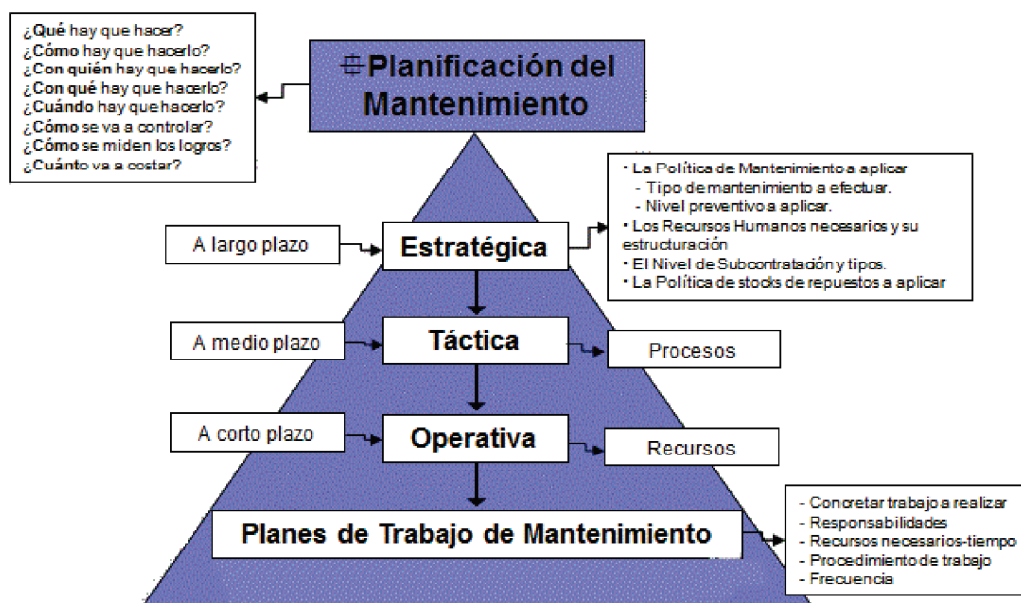 ¿Qué hay que hacer?
¿Cómo hay que hacerlo?
¿Con quién hay que hacerlo?
¿Con qué hay que hacerlo?
¿Cuándo hay que hacerlo?
¿Cómo se va a controlar?
¿Cómo se miden los logros?
¿Cuánto va a costar?
Planificación del
Mantenimiento
A largo plazo
Estratégica
· La Política de Mantenimiento a aplicar
- Tipo de mantenimiento a efectuar.
- Nivel preventivo a aplicar.
· Los Recursos Humanos necesarios y su
estructuración
· El Nivel de Subcontratación y tipos.
· La Política de stocks de repuestos a aplicar
A medio plazo
Táctica
Procesos
A corto plazo
Operativa
Recursos
Planes de Trabajo de Mantenimiento
- Concretar trabajo a realizar
- Responsabilidades
- Recursos necesarios-tiempo
- Procedimiento de trabajo
- Frecuencia